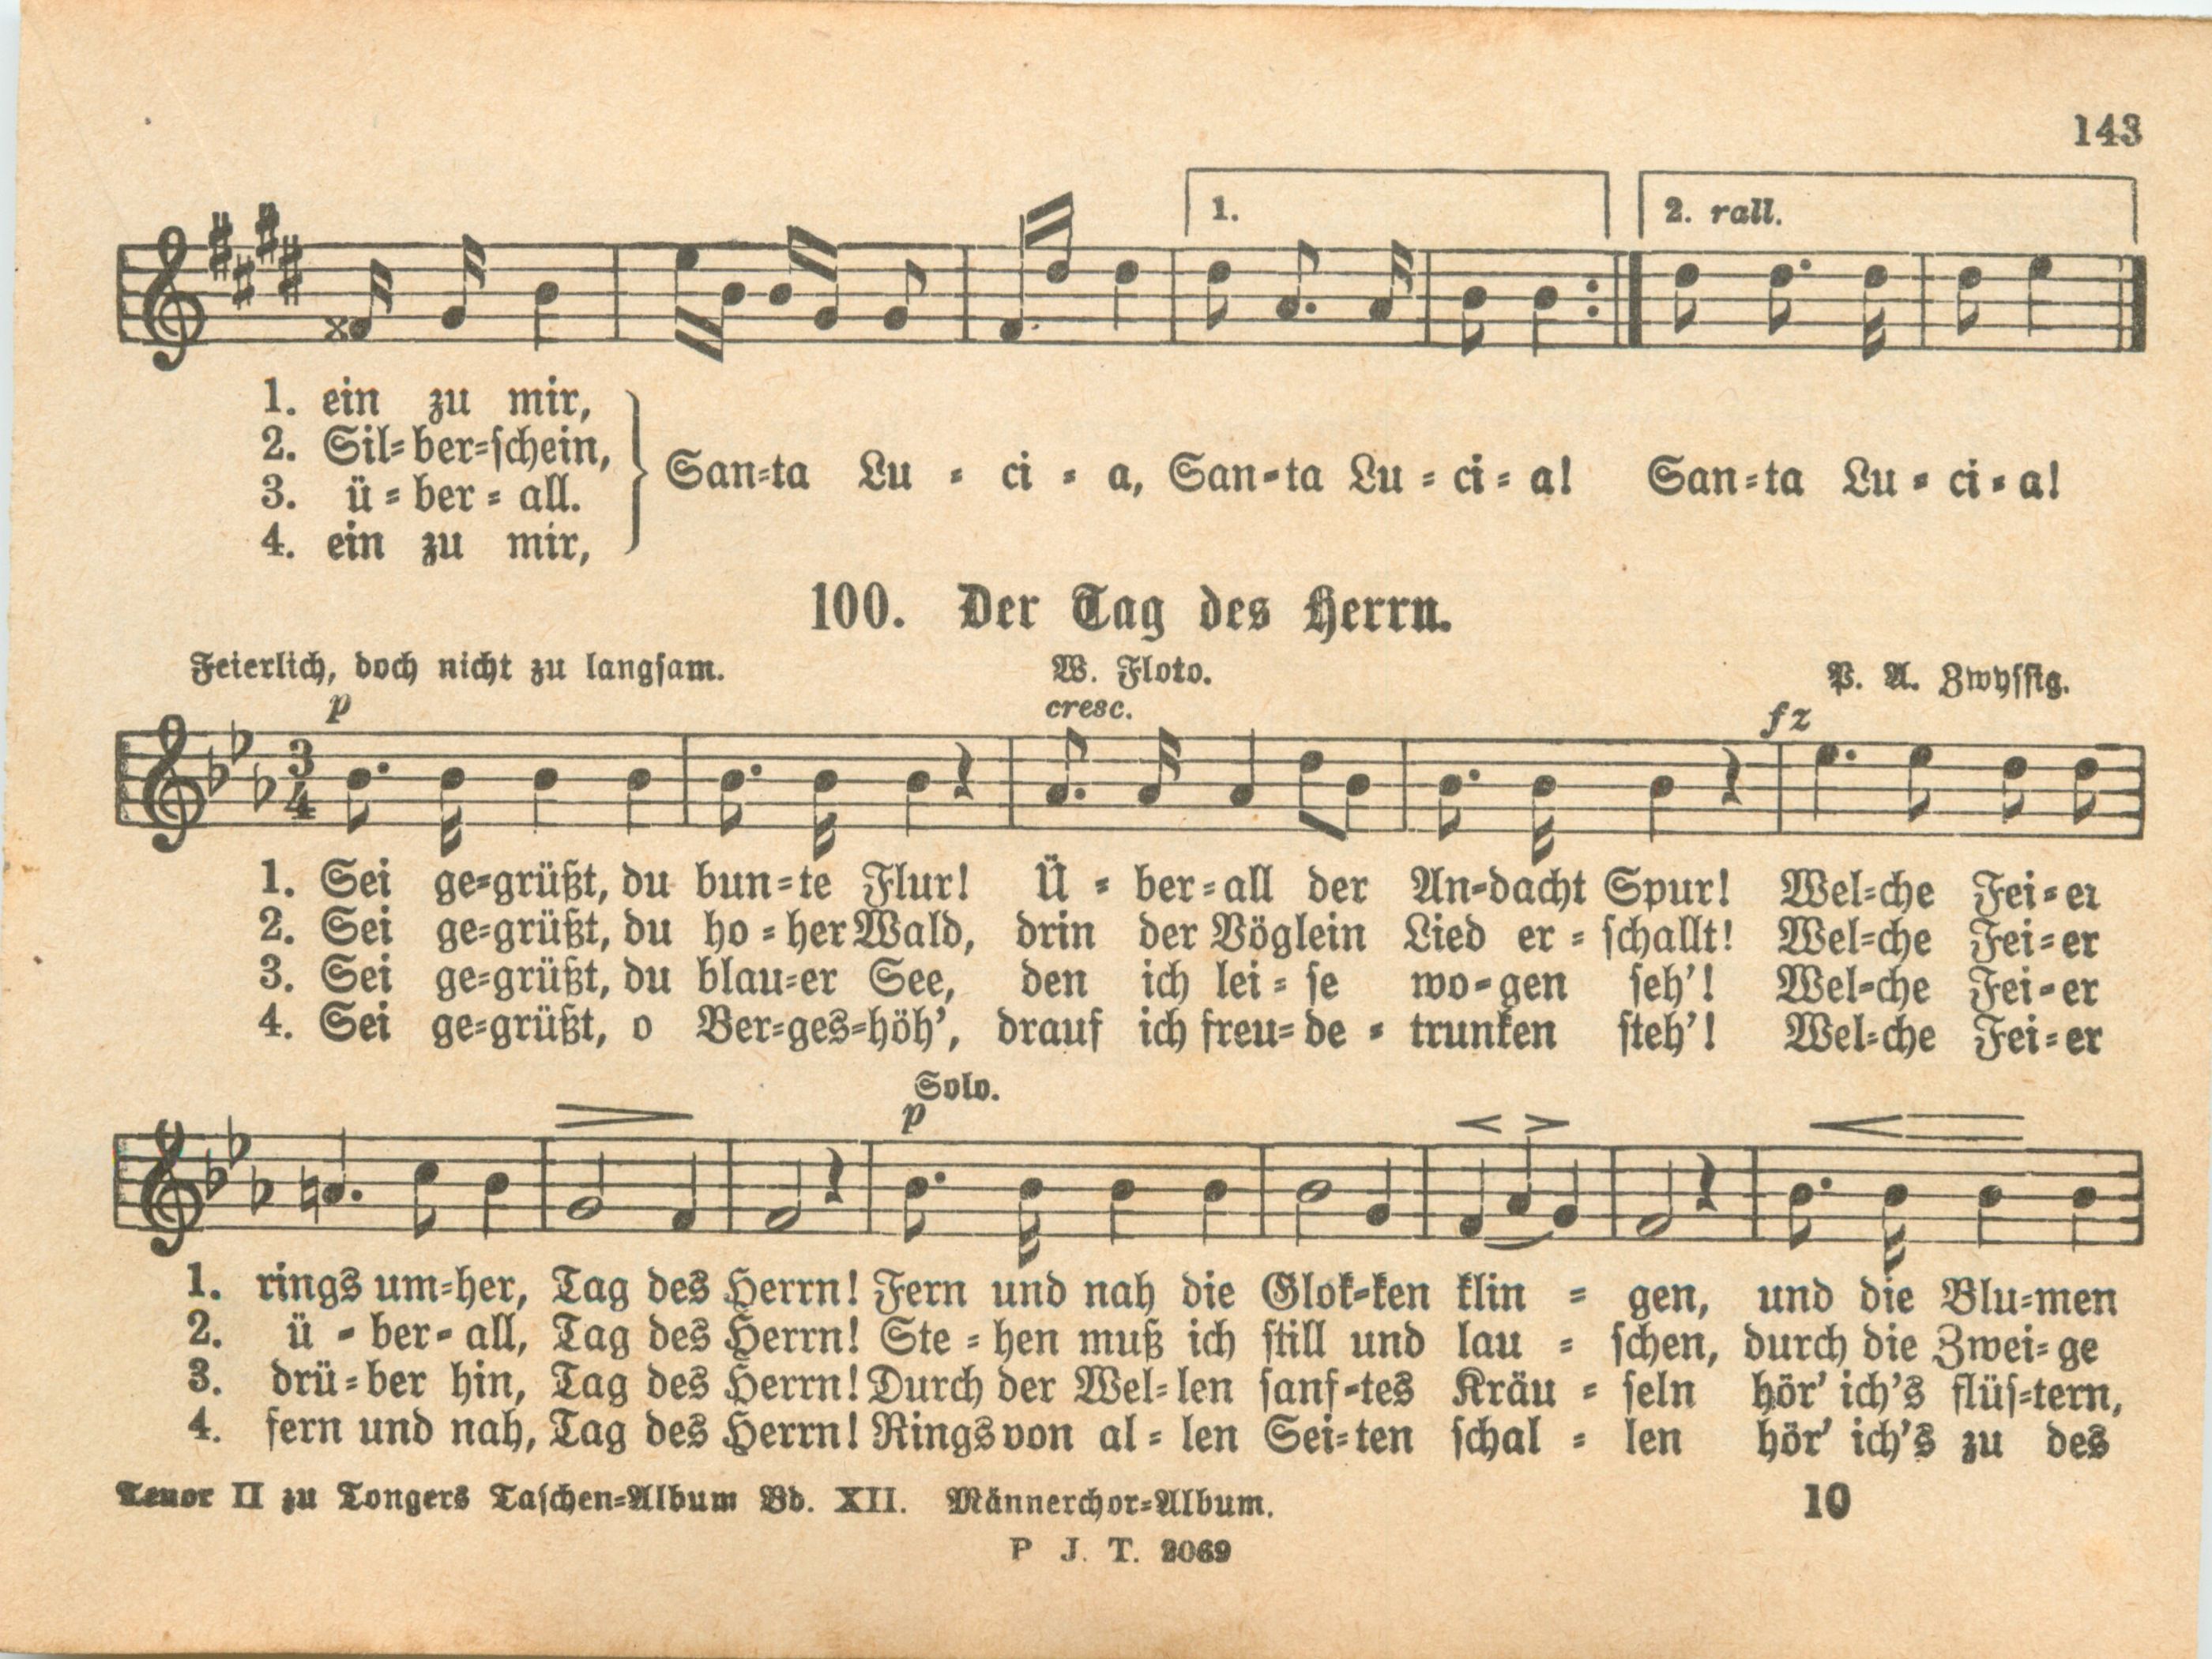 143
1.
2. rall.
1. ein zu mir,
2. Sil=ber=schein,
3. ü = ber = all.
4. ein zu mir,
San=ta Lu = ci = a, San=ta Lu = ci = a! San=ta Lu = ci = a!
100. Der Tag des Herrn.
Feierlich, doch nicht zu langsam. W. Floto. P. A. Zwyssig.
p cresc. fz
3
4
1. Sei ge=grüßt, du bun=te Flur! Ü = ber=all der An=dacht Spur! Wel=che Fei=er
2. Sei ge=grüßt, du ho=her Wald, drin der Vöglein Lied er=schallt! Wel=che Fei=er
3. Sei ge=grüßt, du blau=er See, den ich lei=se wo=gen seh'! Wel=che Fei=er
4. Sei ge=grüßt, o Ber=ges=höh', drauf ich freu=de = trunken steh'! Wel=che Fei=er
Solo.
p
1. rings um=her, Tag des Herrn! Fern und nah die Glok=ken klin = gen, und die Blu=men
2. ü = ber= all, Tag des Herrn! Ste=hen muß ich still und lau = schen, durch die Zwei=ge
3. drü=ber hin, Tag des Herrn! Durch der Wel=len sanf=tes Kräu = seln hör' ich's flüs=tern,
4. fern und nah, Tag des Herrn! Rings von al=len Sei=ten schal = len hör' ich's zu des
Tenor II zu Tongers Taschen=Album Bd. XII. Männerchor=Album. 10
P. J. T. 2069